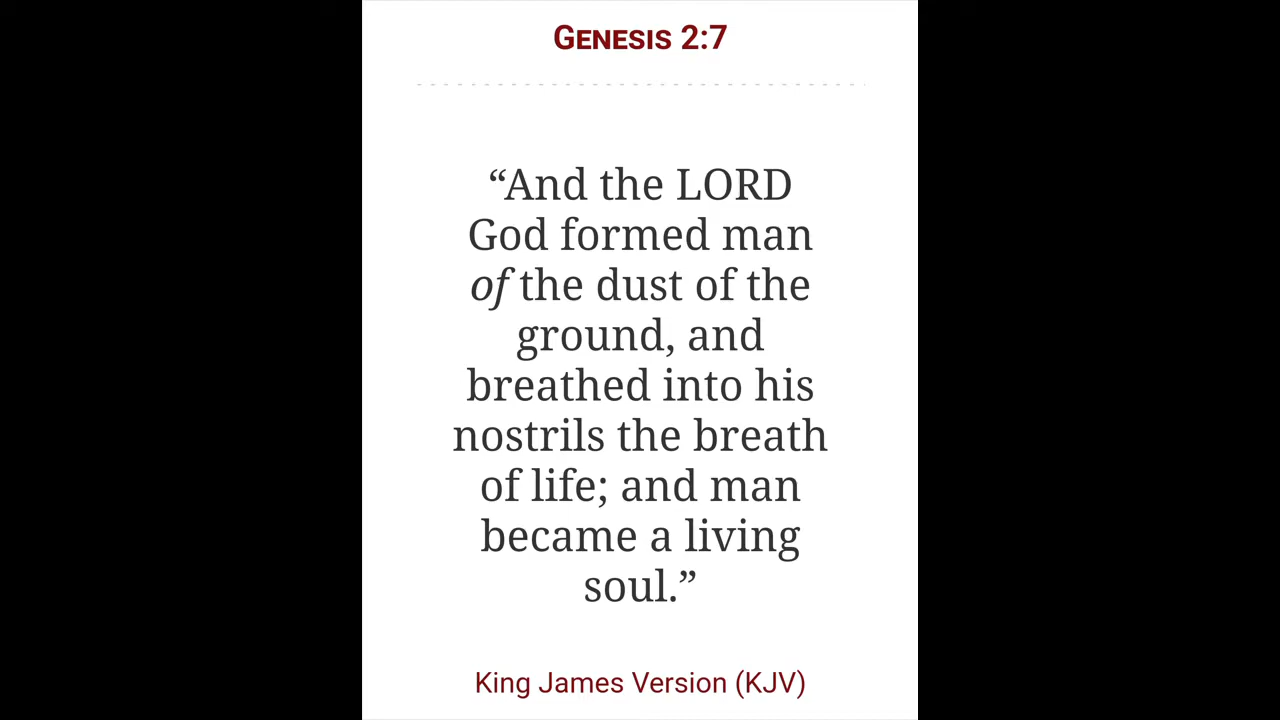 GENESIS 2:7
“And the LORD
God formed man
of the dust of the
ground, and
breathed into his
nostrils the breath
of life; and man
became a living
soul.”
King James Version (KJV)